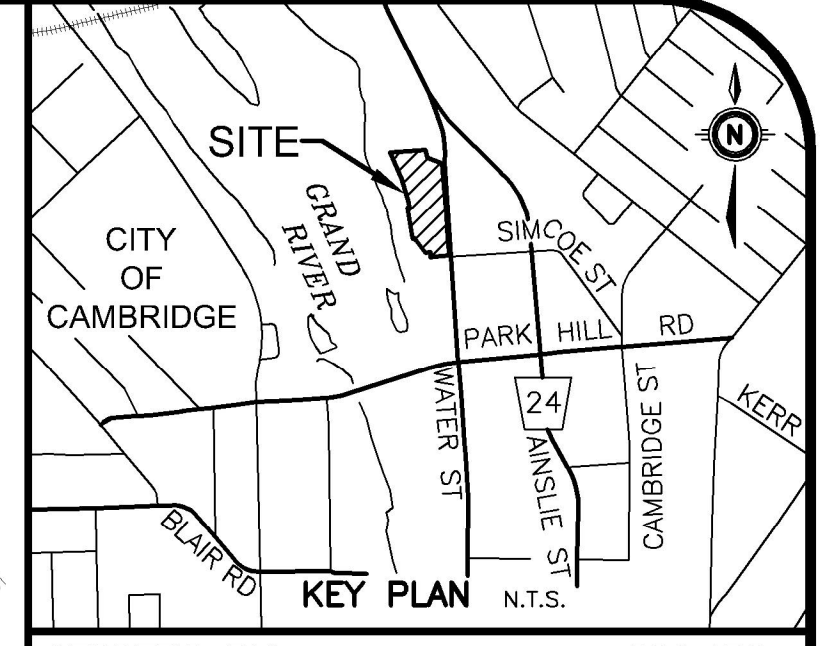 N
SITE
GRAND
RIVER
CITY
OF
CAMBRIDGE
SIMCOE ST
PARK HILL RD
WATER ST
24
AINSLIE ST
CAMBRIDGE ST
KERR
BLAIR RD
KEY PLAN
N.T.S.